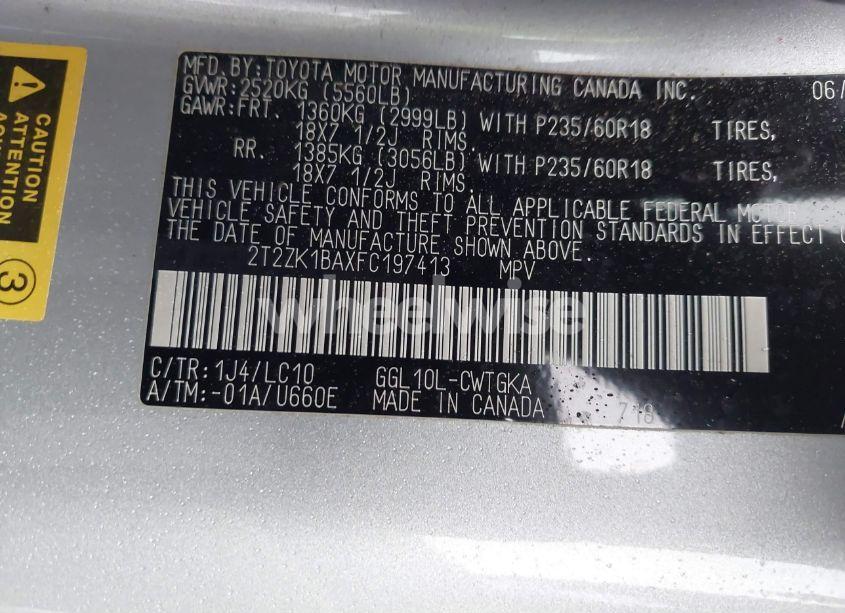 CAUTION
ATTENTION
3
MFD.BY:TOYOTA MOTOR MANUFACTURING CANADA INC. 06/
GVWR:2520KG (5560LB)
GAWR:FRT. 1360KG (2999LB) WITH P235/60R18 TIRES,
18X7 1/2J RIMS.
RR. 1385KG (3056LB) WITH P235/60R18 TIRES,
18X7 1/2J RIMS.
THIS VEHICLE CONFORMS TO ALL APPLICABLE FEDERAL MOTOR
VEHICLE SAFETY AND THEFT PREVENTION STANDARDS IN EFFECT
THE DATE OF MANUFACTURE SHOWN ABOVE.
2T2ZK1BAXFC197413 MPV
wheelwise
C/TR:1J4/LC10 GGL10L-CWTGKA
A/TM:-01A/U660E MADE IN CANADA 718